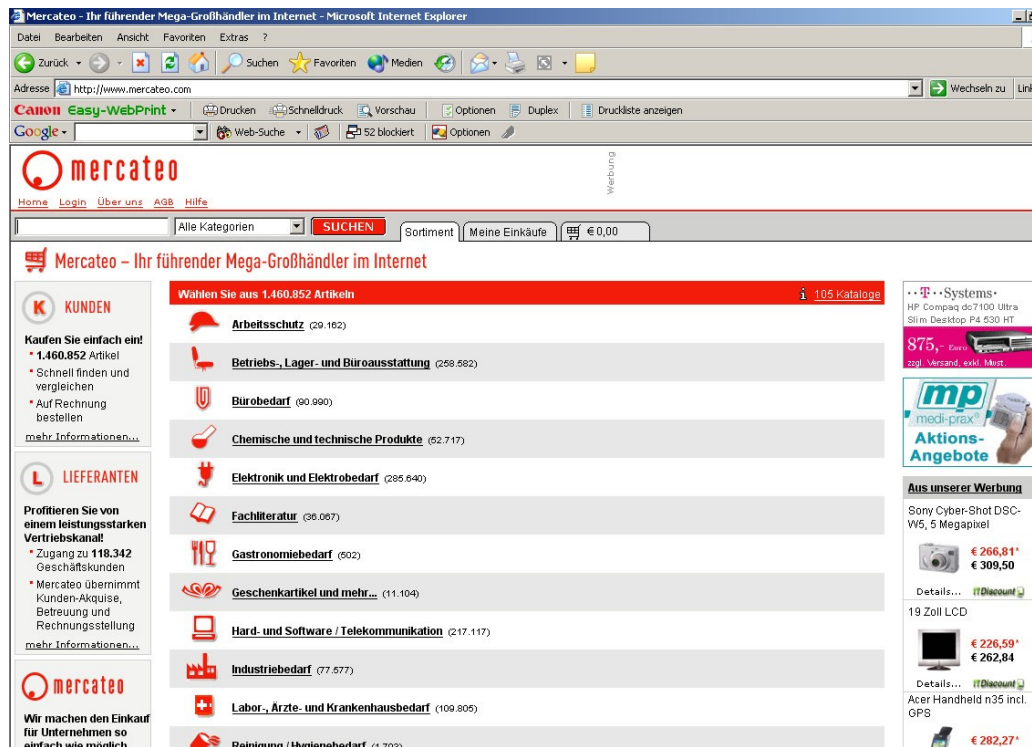 Mercateo - Ihr führender Mega-Großhändler im Internet - Microsoft Internet Explorer
Datei Bearbeiten Ansicht Favoriten Extras ?
Zurück Suchen Favoriten Medien
Adresse http://www.mercateo.com Wechseln zu
Canon Easy-WebPrint Drucken Schnelldruck Vorschau Optionen Duplex Druckliste anzeigen
Google Web-Suche 52 blockiert Optionen
mercateo
Werbung
Home Login Über uns AGB Hilfe
Alle Kategorien SUCHEN Sortiment Meine Einkäufe € 0,00
Mercateo – Ihr führender Mega-Großhändler im Internet
K KUNDEN
Kaufen Sie einfach ein!
1.460.852 Artikel
Schnell finden und
vergleichen
Auf Rechnung
bestellen
mehr Informationen...
L LIEFERANTEN
Profitieren Sie von
einem leistungsstarken
Vertriebskanal!
Zugang zu 118.342
Geschäftskunden
Mercateo übernimmt
Kunden-Akquise,
Betreuung und
Rechnungsstellung
mehr Informationen...
mercateo
Wir machen den Einkauf
für Unternehmen so
einfach wie möglich
Wählen Sie aus 1.460.852 Artikeln i 105 Kataloge
Arbeitsschutz (29.162)
Betriebs-, Lager- und Büroausstattung (258.582)
Bürobedarf (90.990)
Chemische und technische Produkte (52.717)
Elektronik und Elektrobedarf (285.640)
Fachliteratur (36.067)
Gastronomiebedarf (502)
Geschenkartikel und mehr... (11.104)
Hard- und Software / Telekommunikation (217.117)
Industriebedarf (77.577)
Labor-, Ärzte- und Krankenhausbedarf (109.805)
Reinigung / Hygienebedarf (1.793)
··T··Systems·
HP Compaq dc7100 Ultra
Slim Desktop P4 530 HT
875,- Euro
zzgl. Versand, exkl. Mwst.
mp
medi-prax®
Aktions-
Angebote
Aus unserer Werbung
Sony Cyber-Shot DSC-
W5, 5 Megapixel
€ 266,81*
€ 309,50
Details... ITDiscount
19 Zoll LCD
€ 226,59*
€ 262,84
Details... ITDiscount
Acer Handheld n35 incl.
GPS
€ 282,27*